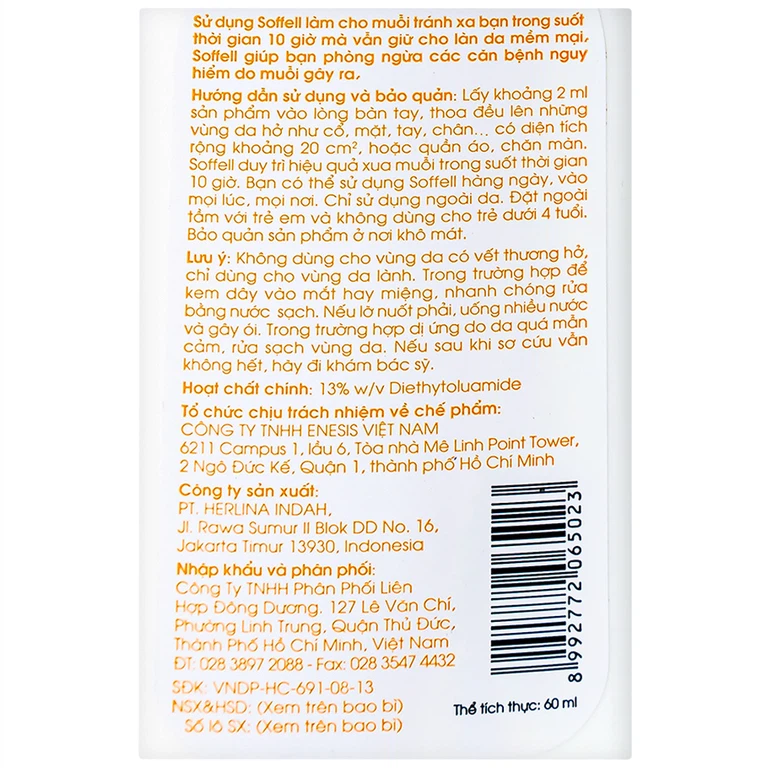 Sử dụng Soffell làm cho muỗi tránh xa bạn trong suốt
thời gian 10 giờ mà vẫn giữ cho làn da mềm mại,
Soffell giúp bạn phòng ngừa các căn bệnh nguy
hiểm do muỗi gây ra,
Hướng dẫn sử dụng và bảo quản: Lấy khoảng 2 ml
sản phẩm vào lòng bàn tay, thoa đều lên những
vùng da hở như cổ, mặt, tay, chân... có diện tích
rộng khoảng 20 cm², hoặc quần áo, chăn màn.
Soffell duy trì hiệu quả xua muỗi trong suốt thời gian
10 giờ. Bạn có thể sử dụng Soffell hàng ngày, vào
mọi lúc, mọi nơi. Chỉ sử dụng ngoài da. Đặt ngoài
tầm với trẻ em và không dùng cho trẻ dưới 4 tuổi.
Bảo quản sản phẩm ở nơi khô mát.
Lưu ý: Không dùng cho vùng da có vết thương hở,
chỉ dùng cho vùng da lành. Trong trường hợp để
kem dây vào mắt hay miệng, nhanh chóng rửa
bằng nước sạch. Nếu lỡ nuốt phải, uống nhiều nước
và gây ói. Trong trường hợp dị ứng do da quá mẫn
cảm, rửa sạch vùng da. Nếu sau khi sơ cứu vẫn
không hết, hãy đi khám bác sỹ.
Hoạt chất chính: 13% w/v Diethytoluamide
Tổ chức chịu trách nhiệm về chế phẩm:
CÔNG TY TNHH ENESIS VIỆT NAM
6211 Campus 1, lầu 6, Tòa nhà Mê Linh Point Tower,
2 Ngô Đức Kế, Quận 1, thành phố Hồ Chí Minh
Công ty sản xuất:
PT. HERLINA INDAH,
Jl. Rawa Sumur II Blok DD No. 16,
Jakarta Timur 13930, Indonesia
Nhập khẩu và phân phối:
Công Ty TNHH Phân Phối Liên
Hợp Đông Dương. 127 Lê Văn Chí,
Phường Linh Trung, Quận Thủ Đức,
Thành Phố Hồ Chí Minh, Việt Nam
ĐT: 028 3897 2088 - Fax: 028 3547 4432
SĐK: VNDP-HC-691-08-13
NSX&HSD: (Xem trên bao bì)
Số lô SX: (Xem trên bao bì)
8 992772 065023
Thể tích thực: 60 ml